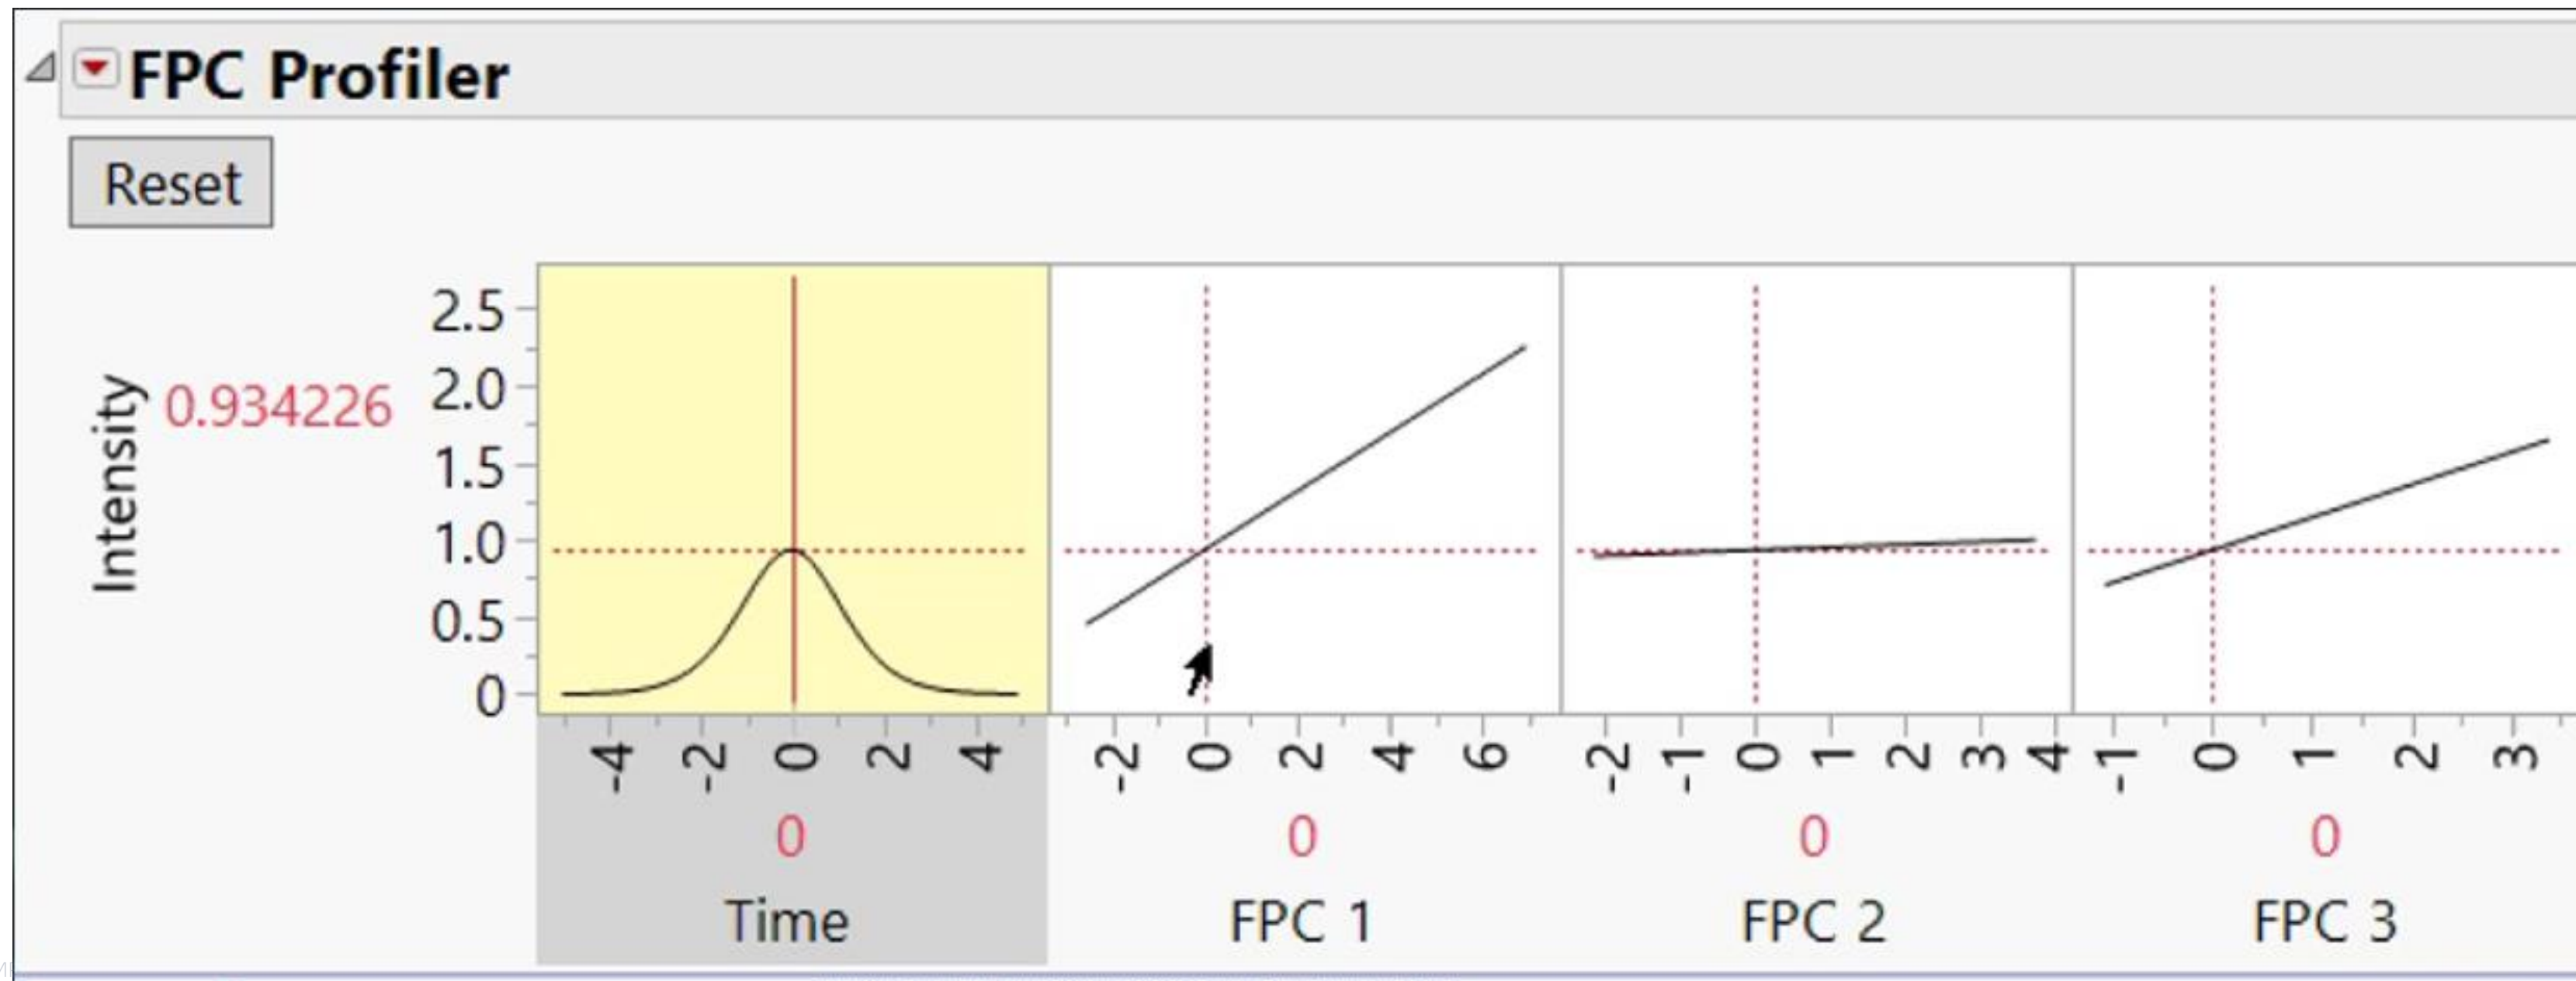 FPC Profiler
Reset
Intensity
0.934226
2.5
2.0
1.5
1.0
0.5
0
-4 -2 0 2 4
-2 0 2 4 6
-2 -1 0 1 2 3 4
-1 0 1 2 3
0 0 0 0
Time FPC 1 FPC 2 FPC 3